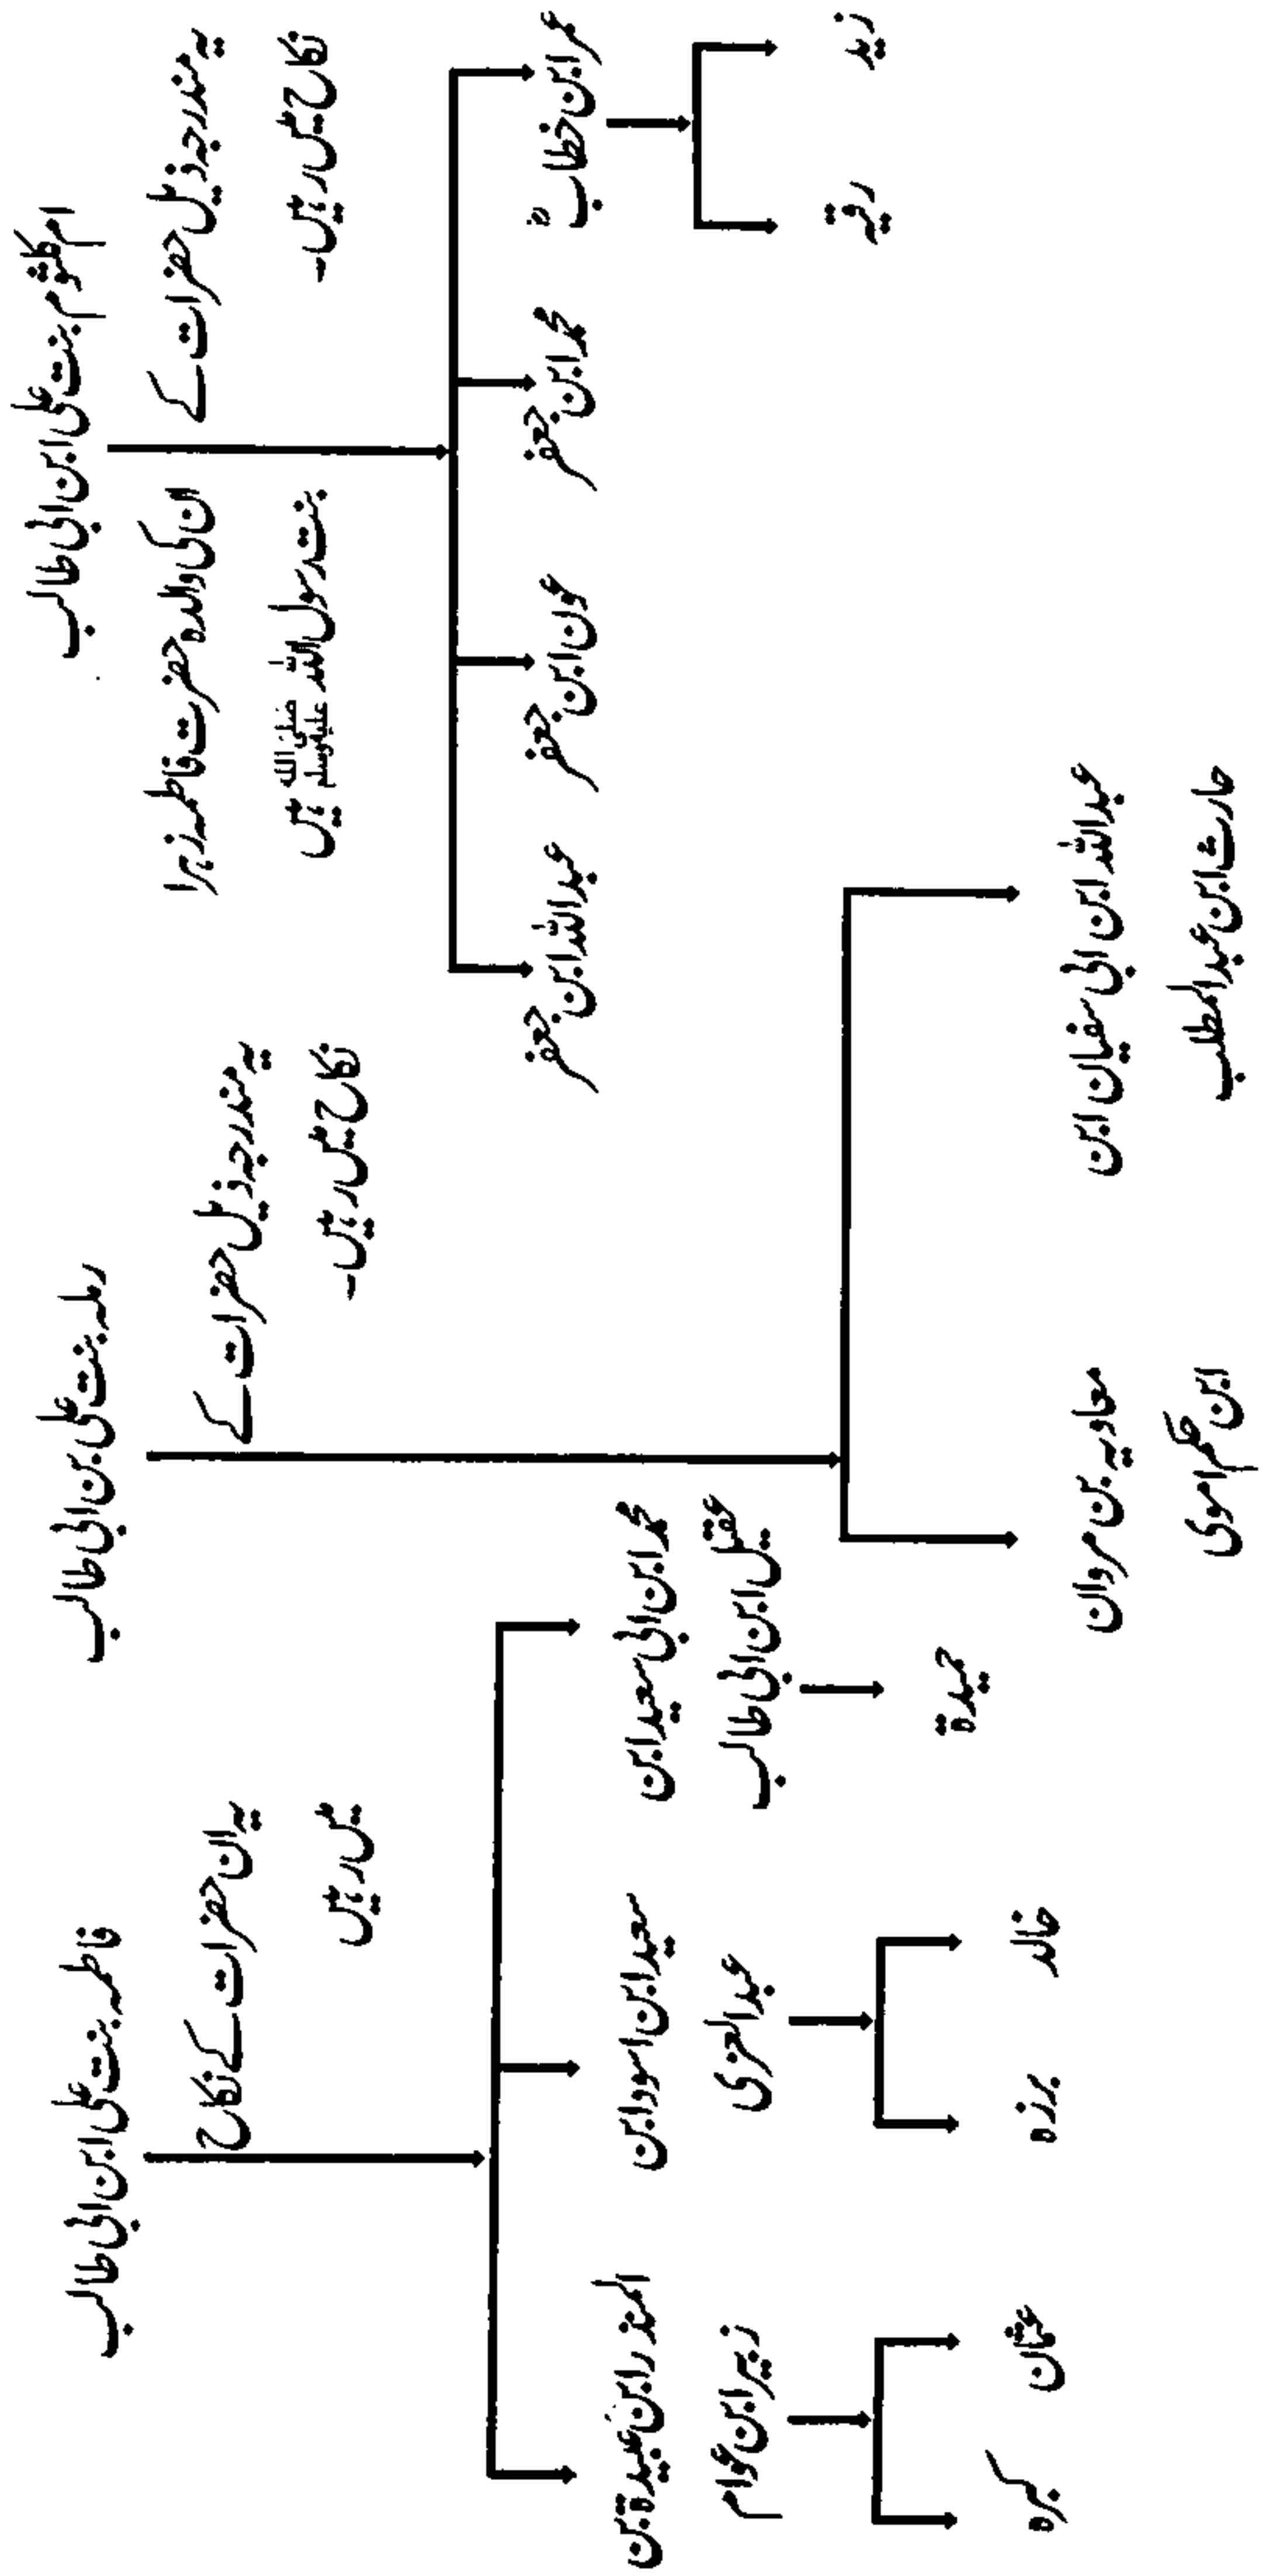 ام کلثوم بنت علی ابن ابی طالب
یہ مندرجہ ذیل حضرات کے
نکاح میں رہیں۔
ان کی والدہ حضرت فاطمہ زہرا
بنت رسول اللہ صلی اللہ علیہ وسلم ہیں
عمر ابن خطابؓ
محمد ابن جعفر
عون ابن جعفر
عبداللہ ابن جعفر
زید
رقیہ
رملہ بنت علی بن ابی طالب
یہ مندرجہ ذیل حضرات کے
نکاح میں رہیں۔
عبداللہ ابن ابی سفیان ابن
حارث ابن عبدالمطلب
معاویہ بن مروان
ابن حکم اموی
فاطمہ بنت علی ابن ابی طالب
یہ ان حضرات کے نکاح
میں رہیں
محمد ابن ابی سعید ابن
عقیل ابن ابی طالب
حمیدۃ
سعید ابن اسود ابن
عبدالعزی
خالد
برزہ
المنذر ابن عبیدۃ بن
زبیر ابن عوام
عثمان
کبرہ